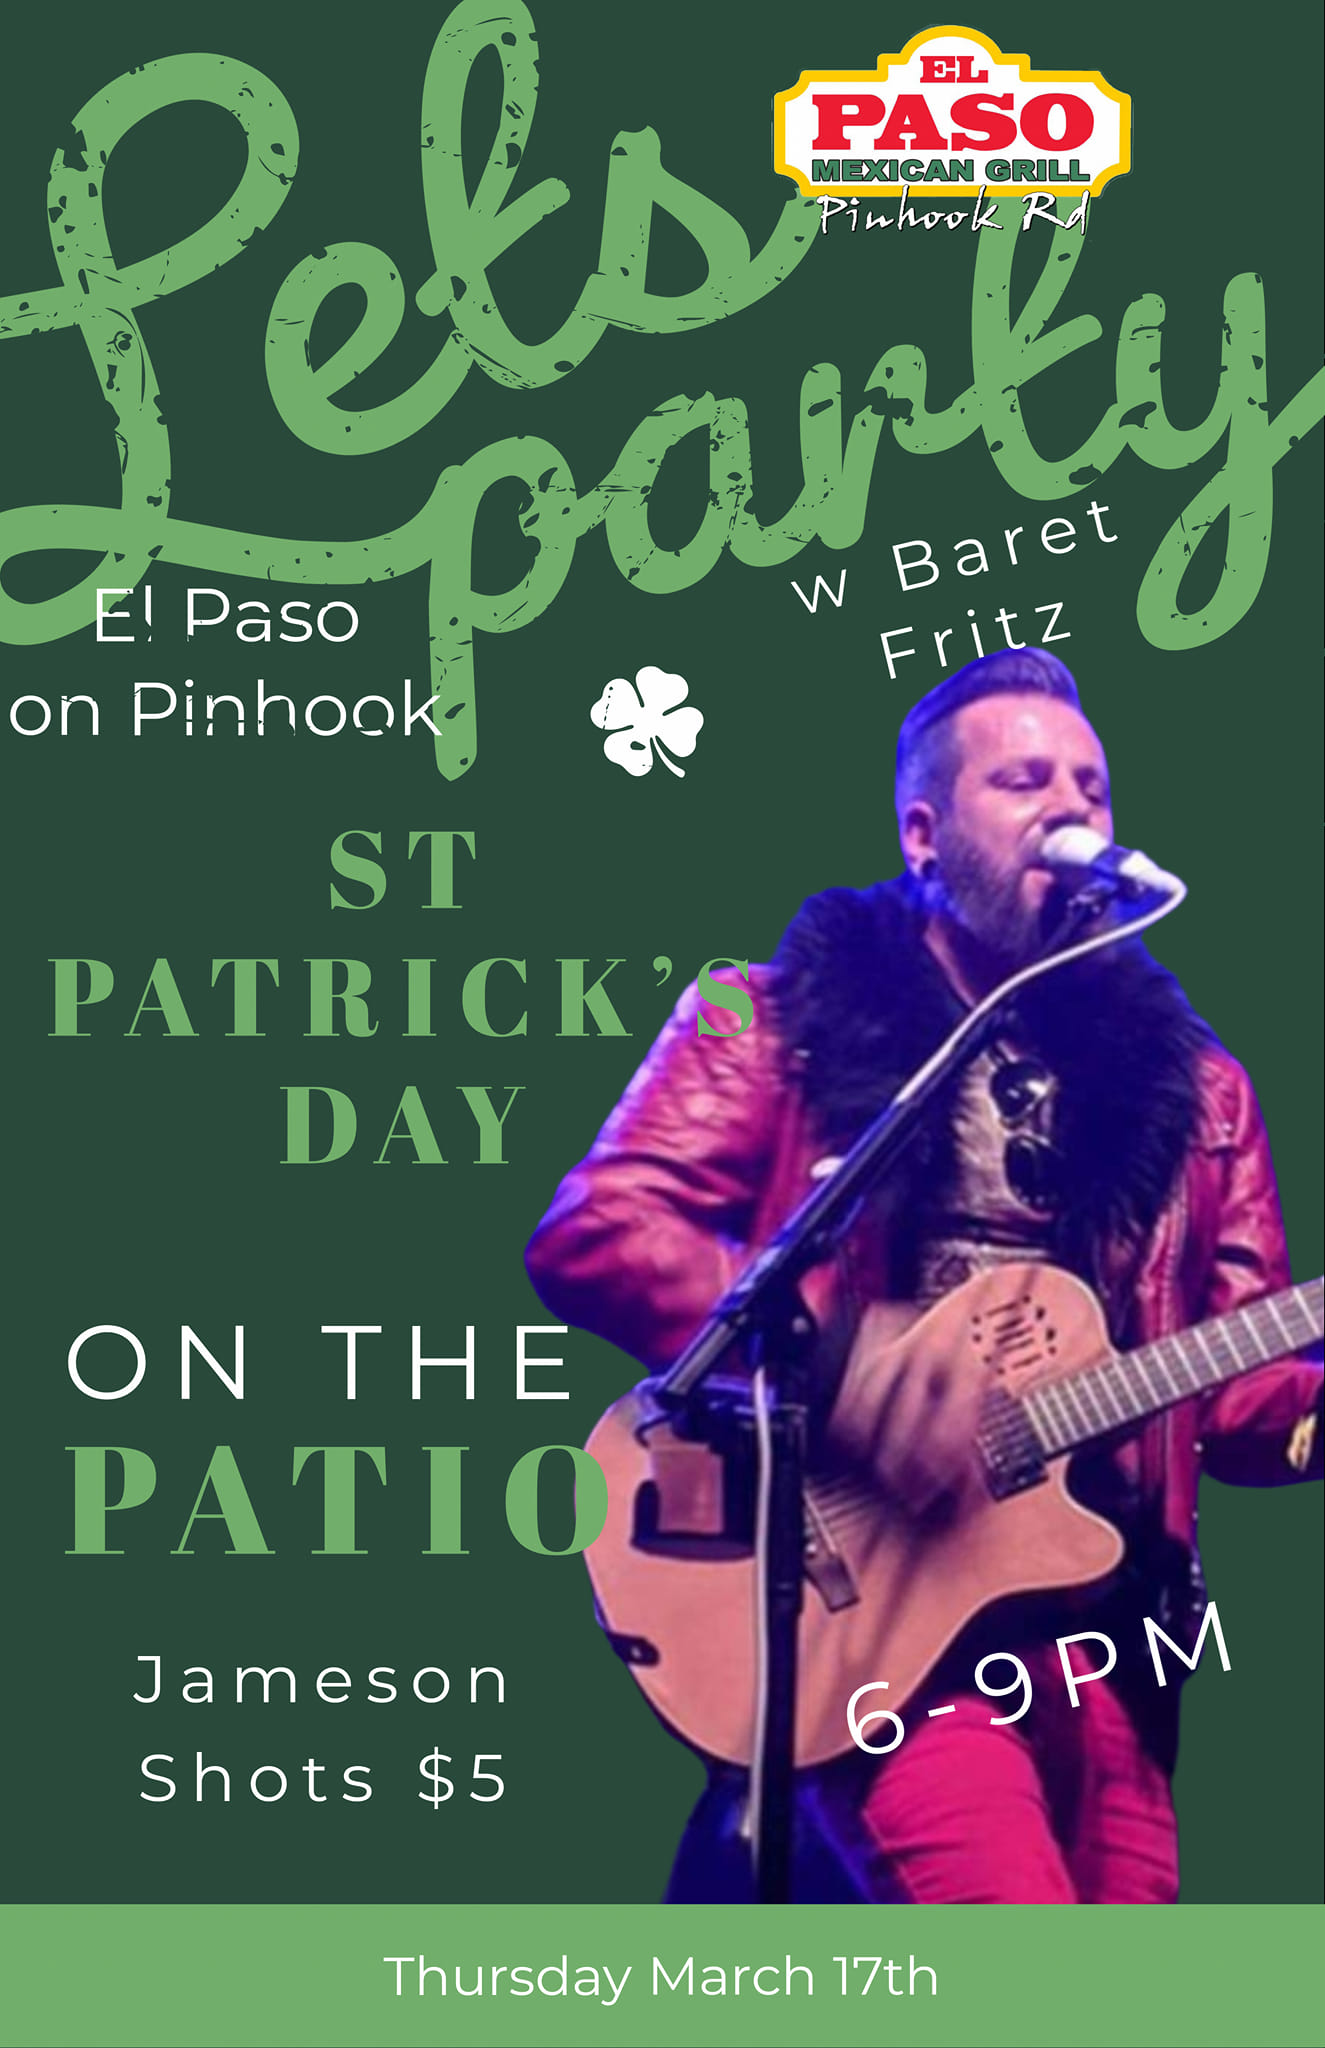 EL
PASO
MEXICAN GRILL
Pinhook Rd
Lets
party
w Baret
Fritz
El Paso
on Pinhook
ST
PATRICK'S
DAY
ON THE
PATIO
Jameson
Shots $5
6-9PM
Thursday March 17th